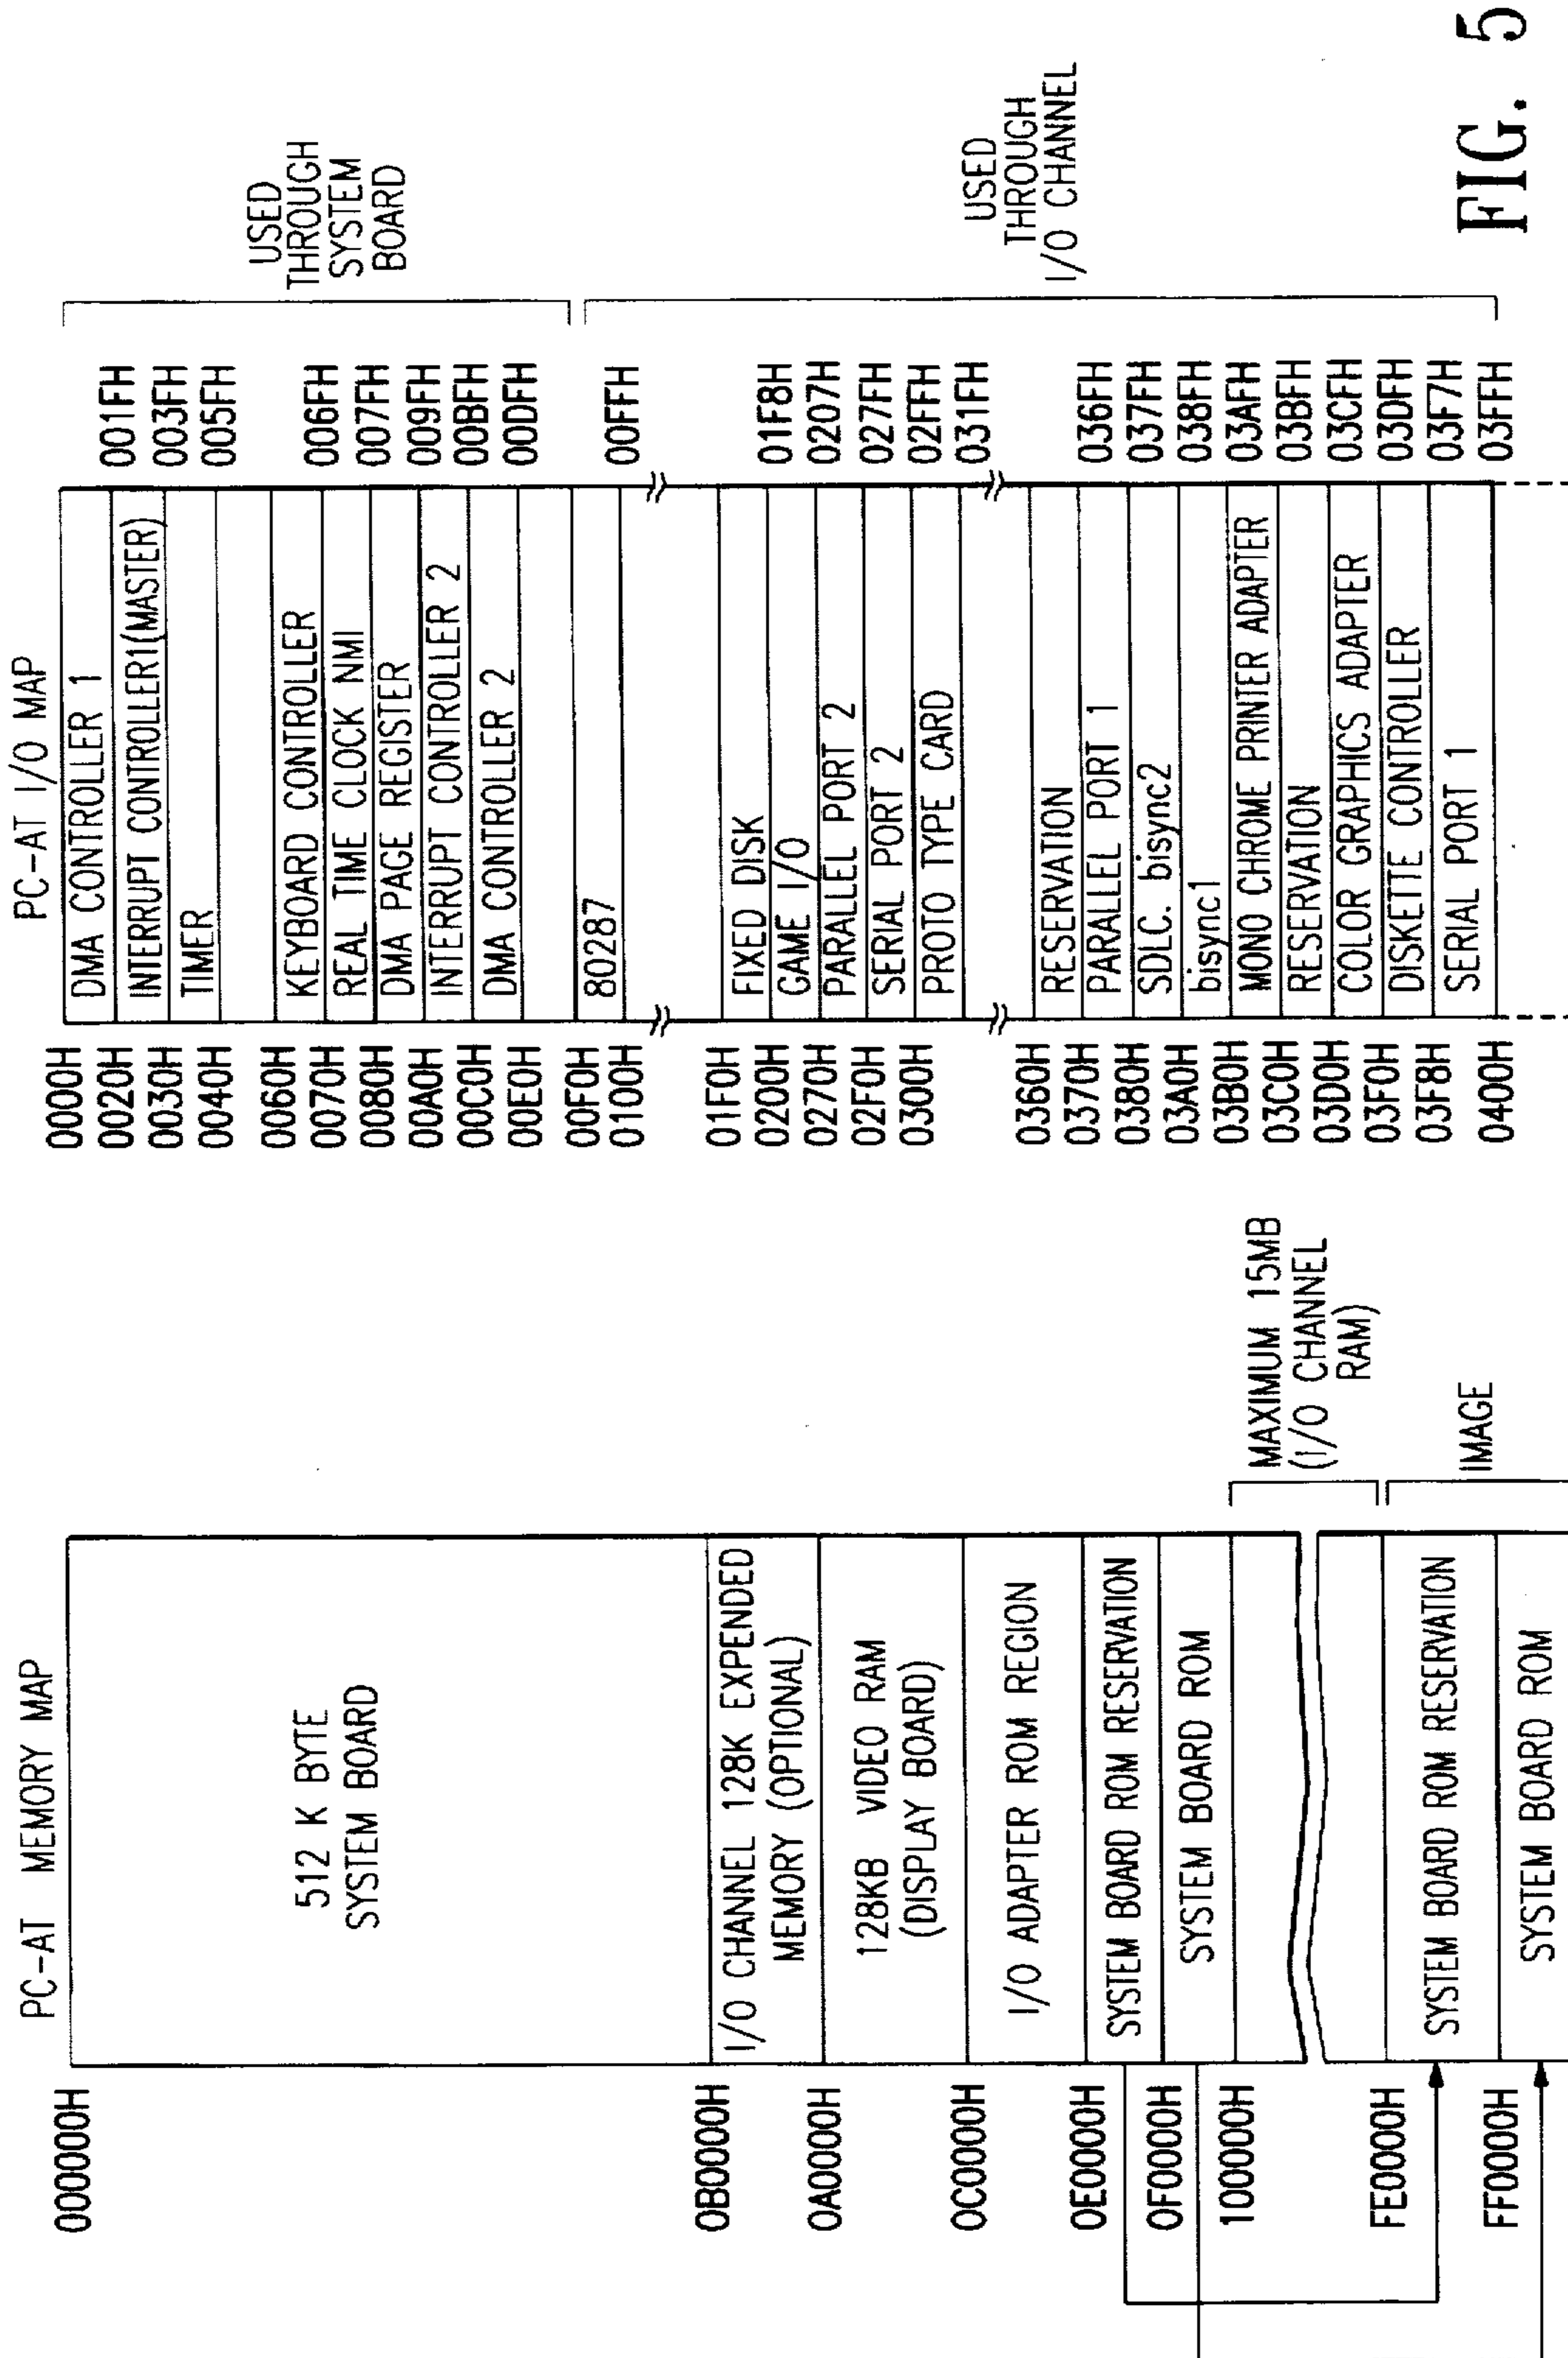 PC-AT MEMORY MAP
000000H
512 K BYTE
SYSTEM BOARD
0B0000H
I/O CHANNEL 128K EXPENDED
MEMORY (OPTIONAL)
0A0000H
128KB VIDEO RAM
(DISPLAY BOARD)
0C0000H
I/O ADAPTER ROM REGION
0E0000H
SYSTEM BOARD ROM RESERVATION
0F0000H
SYSTEM BOARD ROM
100000H
MAXIMUM 15MB
(I/O CHANNEL
RAM)
FE0000H
SYSTEM BOARD ROM RESERVATION
IMAGE
FF0000H
SYSTEM BOARD ROM
PC-AT I/O MAP
0000H DMA CONTROLLER 1 001FH
0020H INTERRUPT CONTROLLER1(MASTER) 003FH
0030H TIMER 005FH
0040H
0060H KEYBOARD CONTROLLER 006FH
0070H REAL TIME CLOCK NMI 007FH
0080H DMA PAGE REGISTER 009FH
00A0H INTERRUPT CONTROLLER 2 00BFH
00C0H DMA CONTROLLER 2 00DFH
00E0H
00F0H 80287 00FFH
0100H
USED
THROUGH
SYSTEM
BOARD
01F0H FIXED DISK 01F8H
0200H GAME I/O 0207H
0270H PARALLEL PORT 2 027FH
02F0H SERIAL PORT 2 02FFH
0300H PROTO TYPE CARD 031FH
0360H RESERVATION 036FH
0370H PARALLEL PORT 1 037FH
0380H SDLC. bisync2 038FH
03A0H bisync1 03AFH
03B0H MONO CHROME PRINTER ADAPTER 03BFH
03C0H RESERVATION 03CFH
03D0H COLOR GRAPHICS ADAPTER 03DFH
03F0H DISKETTE CONTROLLER 03F7H
03F8H SERIAL PORT 1 03FFH
0400H
USED
THROUGH
I/O CHANNEL
FIG. 5